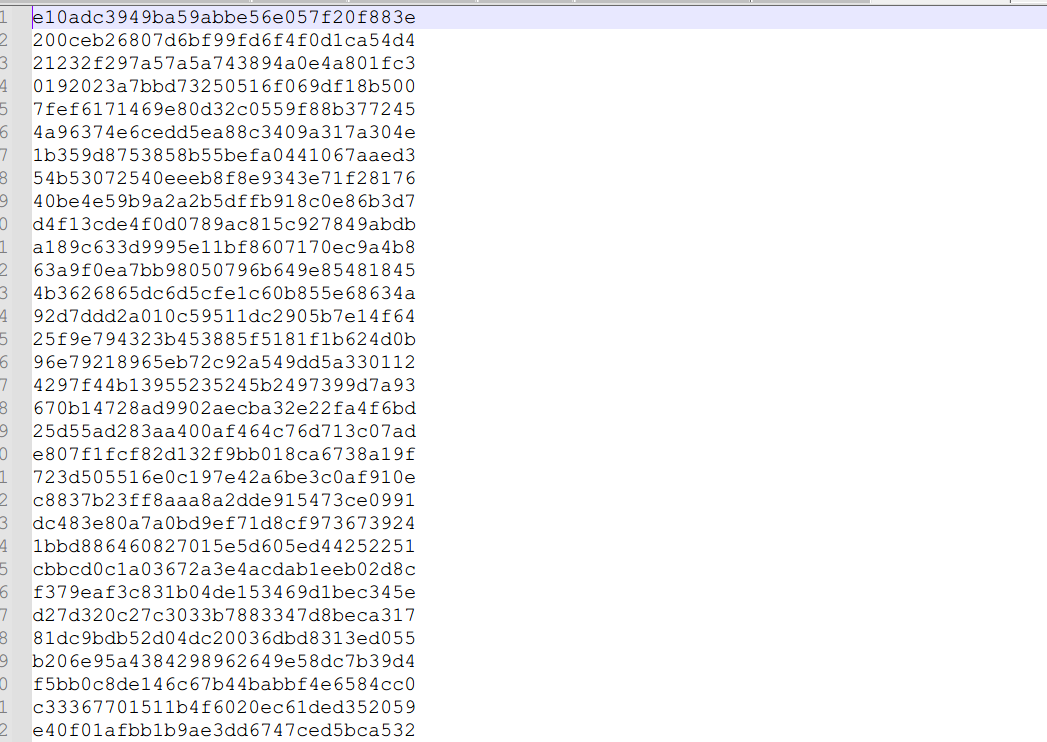 1 e10adc3949ba59abbe56e057f20f883e
2 200ceb26807d6bf99fd6f4f0d1ca54d4
3 21232f297a57a5a743894a0e4a801fc3
4 0192023a7bbd73250516f069df18b500
5 7fef6171469e80d32c0559f88b377245
6 4a96374e6cedd5ea88c3409a317a304e
7 1b359d8753858b55befa0441067aaed3
8 54b53072540eeeb8f8e9343e71f28176
9 40be4e59b9a2a2b5dffb918c0e86b3d7
0 d4f13cde4f0d0789ac815c927849abdb
1 a189c633d9995e11bf8607170ec9a4b8
2 63a9f0ea7bb98050796b649e85481845
3 4b3626865dc6d5cfe1c60b855e68634a
4 92d7ddd2a010c59511dc2905b7e14f64
5 25f9e794323b453885f5181f1b624d0b
6 96e79218965eb72c92a549dd5a330112
7 4297f44b13955235245b2497399d7a93
8 670b14728ad9902aecba32e22fa4f6bd
9 25d55ad283aa400af464c76d713c07ad
0 e807f1fcf82d132f9bb018ca6738a19f
1 723d505516e0c197e42a6be3c0af910e
2 c8837b23ff8aaa8a2dde915473ce0991
3 dc483e80a7a0bd9ef71d8cf973673924
4 1bbd886460827015e5d605ed44252251
5 cbbcd0c1a03672a3e4acdab1eeb02d8c
6 f379eaf3c831b04de153469d1bec345e
7 d27d320c27c3033b7883347d8beca317
8 81dc9bdb52d04dc20036dbd8313ed055
9 b206e95a4384298962649e58dc7b39d4
0 f5bb0c8de146c67b44babbf4e6584cc0
1 c33367701511b4f6020ec61ded352059
2 e40f01afbb1b9ae3dd6747ced5bca532